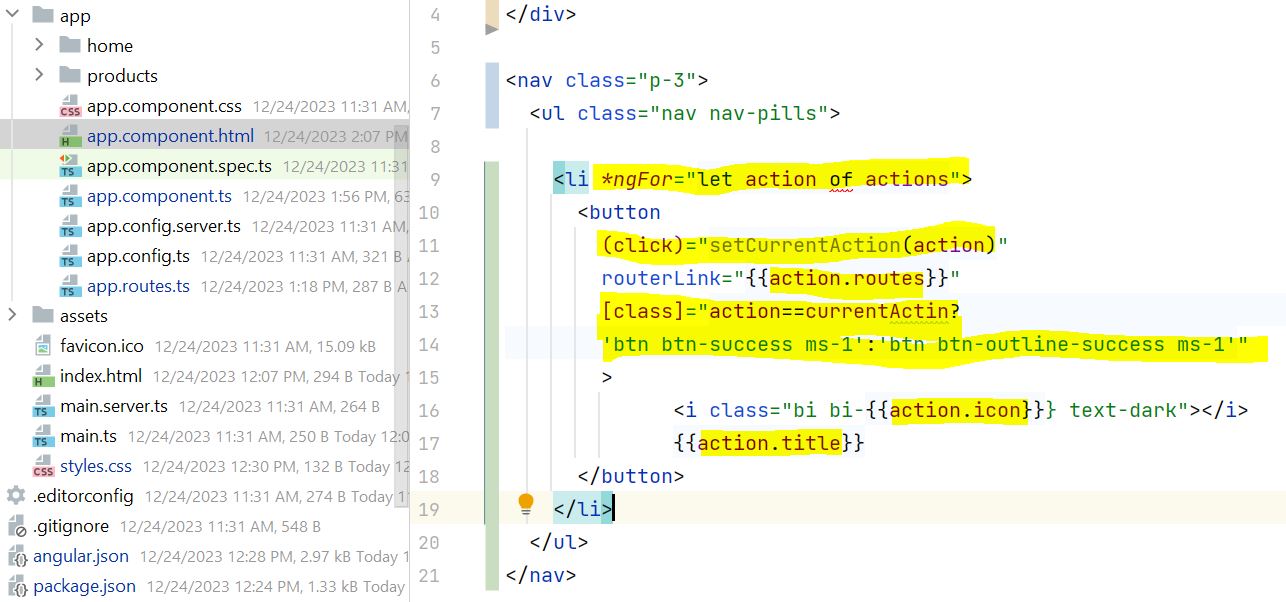 app
home
products
app.component.css 12/24/2023 11:31 AM,
app.component.html 12/24/2023 2:07 PM
app.component.spec.ts 12/24/2023 11:31
app.component.ts 12/24/2023 1:56 PM, 63
app.config.server.ts 12/24/2023 11:31 AM,
app.config.ts 12/24/2023 11:31 AM, 321 B A
app.routes.ts 12/24/2023 1:18 PM, 287 B A
assets
favicon.ico 12/24/2023 11:31 AM, 15.09 kB
index.html 12/24/2023 12:07 PM, 294 B Today 1
main.server.ts 12/24/2023 11:31 AM, 264 B
main.ts 12/24/2023 11:31 AM, 250 B Today 12:0
styles.css 12/24/2023 12:30 PM, 132 B Today 12
.editorconfig 12/24/2023 11:31 AM, 274 B Today 11
.gitignore 12/24/2023 11:31 AM, 548 B
angular.json 12/24/2023 12:28 PM, 2.97 kB Today 1
package.json 12/24/2023 12:24 PM, 1.33 kB Today
4 </div>
5
6 <nav class="p-3">
7 <ul class="nav nav-pills">
8
9 <li *ngFor="let action of actions">
10 <button
11 (click)="setCurrentAction(action)"
12 routerLink="{{action.routes}}"
13 [class]="action==currentActin?
14 'btn btn-success ms-1':'btn btn-outline-success ms-1'"
15 >
16 <i class="bi bi-{{action.icon}}} text-dark"></i>
17 {{action.title}}
18 </button>
19 </li>
20 </ul>
21 </nav>